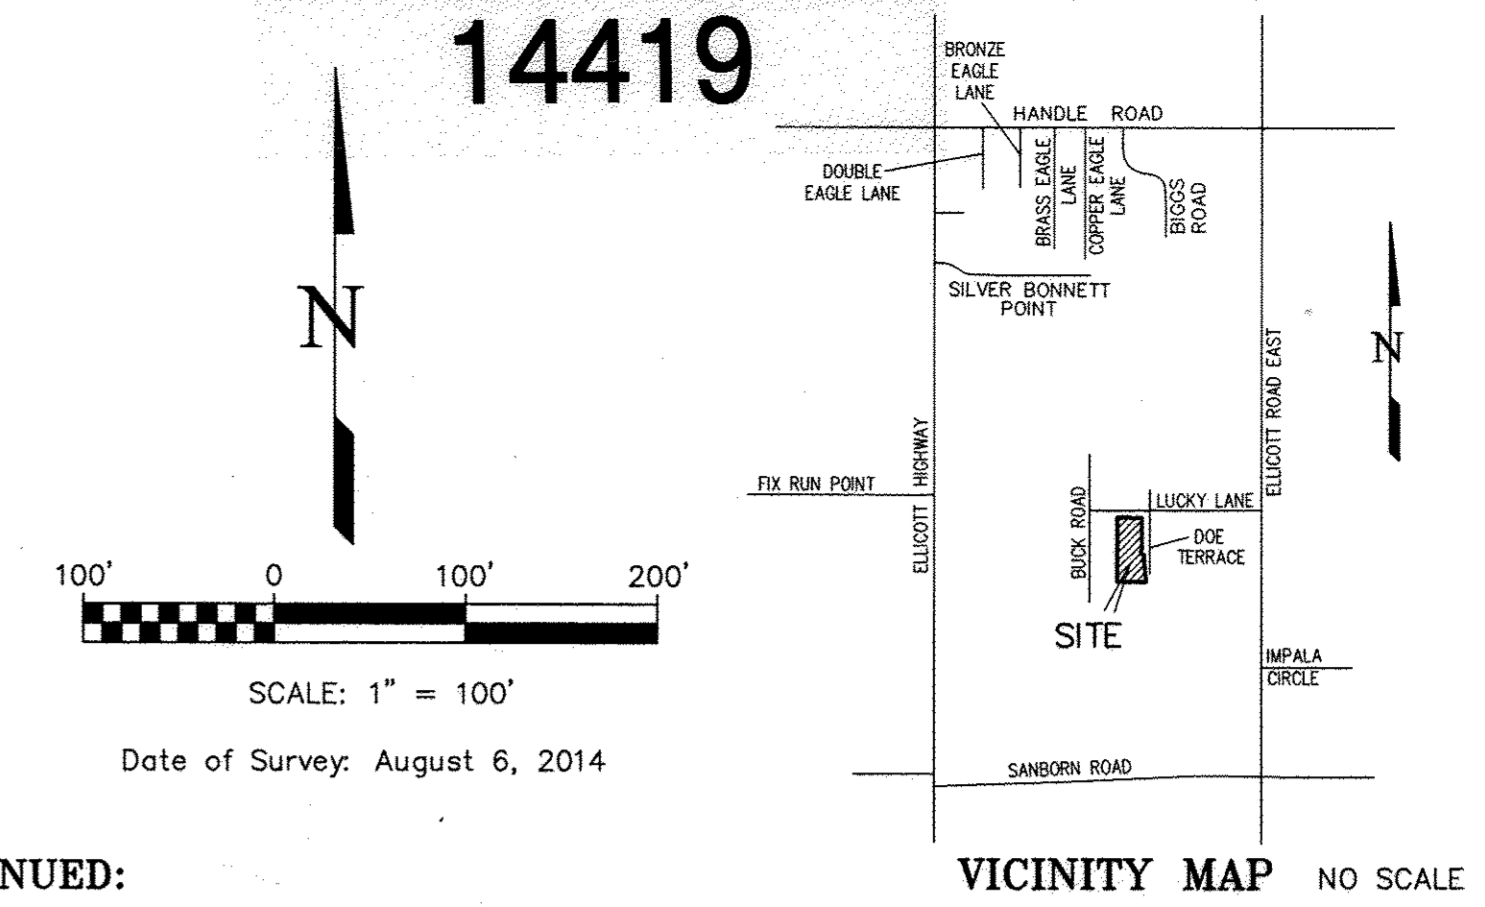 14419
N
100' 0 100' 200'
SCALE: 1" = 100'
Date of Survey: August 6, 2014
NUED:
BRONZE
EAGLE
LANE
HANDLE ROAD
DOUBLE
EAGLE LANE
BRASS EAGLE
LANE
COPPER EAGLE
LANE
BIGGS
ROAD
SILVER BONNETT
POINT
N
ELLICOTT ROAD EAST
ELLICOTT HIGHWAY
FIX RUN POINT
BUCK ROAD
LUCKY LANE
DOE
TERRACE
SITE
IMPALA
CIRCLE
SANBORN ROAD
VICINITY MAP NO SCALE